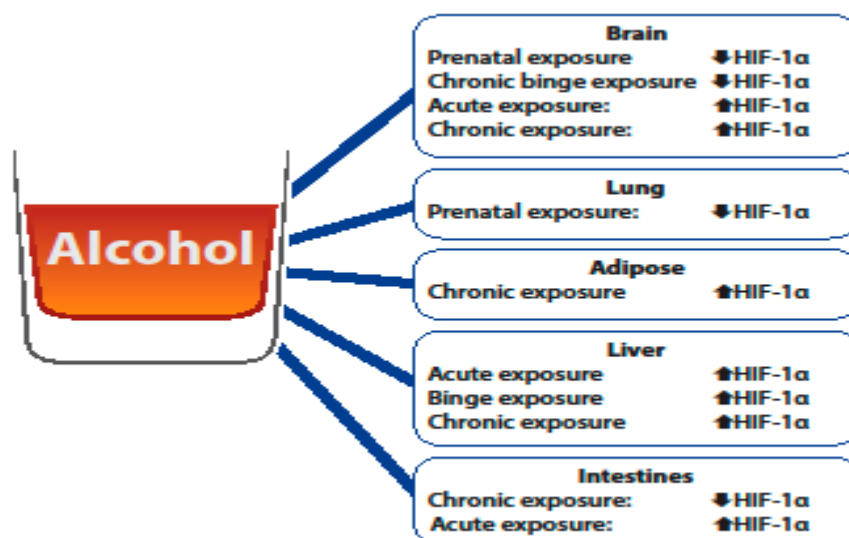 Alcohol
Brain
Prenatal exposure ⬇HIF-1α
Chronic binge exposure ⬇HIF-1α
Acute exposure: ⬆HIF-1α
Chronic exposure: ⬆HIF-1α
Lung
Prenatal exposure: ⬇HIF-1α
Adipose
Chronic exposure ⬆HIF-1α
Liver
Acute exposure ⬆HIF-1α
Binge exposure ⬆HIF-1α
Chronic exposure ⬆HIF-1α
Intestines
Chronic exposure: ⬇HIF-1α
Acute exposure: ⬆HIF-1α